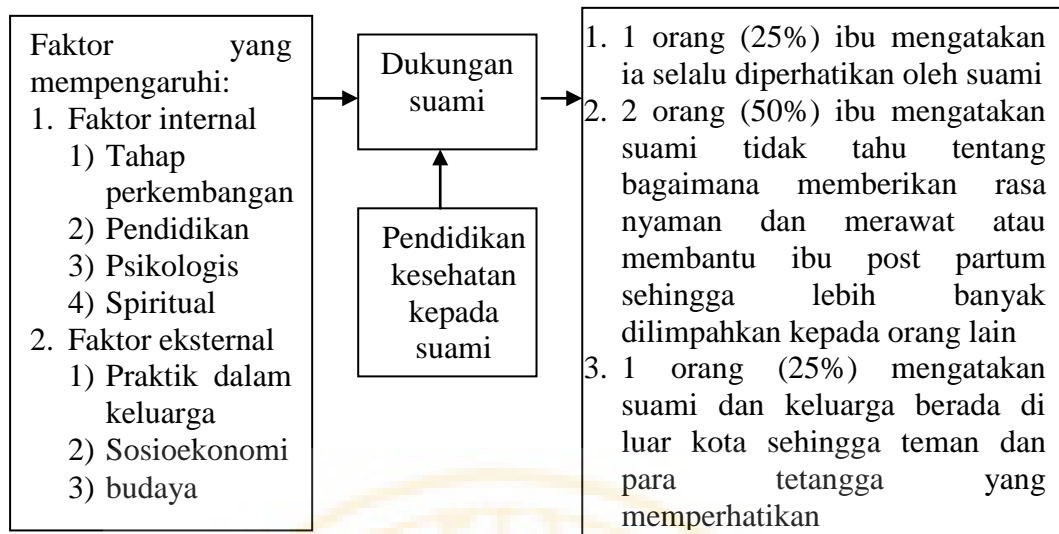 Faktor yang
mempengaruhi:
1. Faktor internal
1) Tahap
perkembangan
2) Pendidikan
3) Psikologis
4) Spiritual
2. Faktor eksternal
1) Praktik dalam
keluarga
2) Sosioekonomi
3) budaya
Dukungan
suami
Pendidikan
kesehatan
kepada
suami
1. 1 orang (25%) ibu mengatakan
ia selalu diperhatikan oleh suami
2. 2 orang (50%) ibu mengatakan
suami tidak tahu tentang
bagaimana memberikan rasa
nyaman dan merawat atau
membantu ibu post partum
sehingga lebih banyak
dilimpahkan kepada orang lain
3. 1 orang (25%) mengatakan
suami dan keluarga berada di
luar kota sehingga teman dan
para tetangga yang
memperhatikan